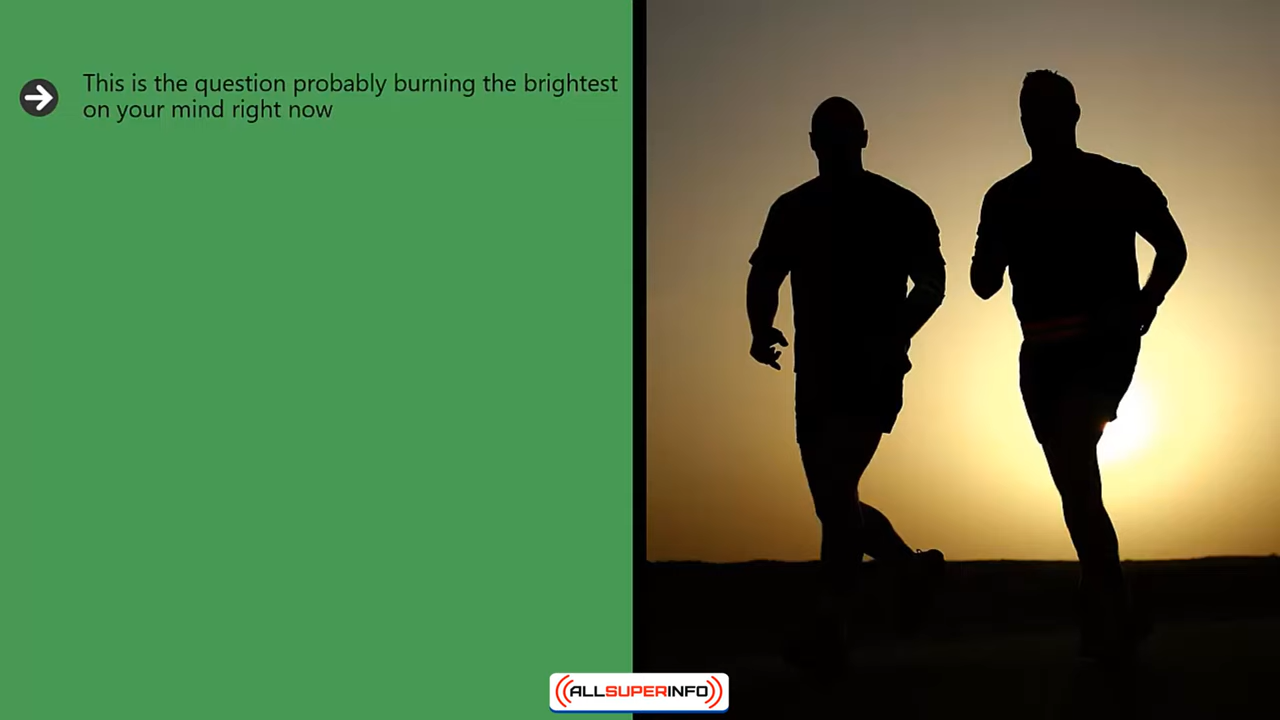 This is the question probably burning the brightest
on your mind right now
ALLSUPERINFO